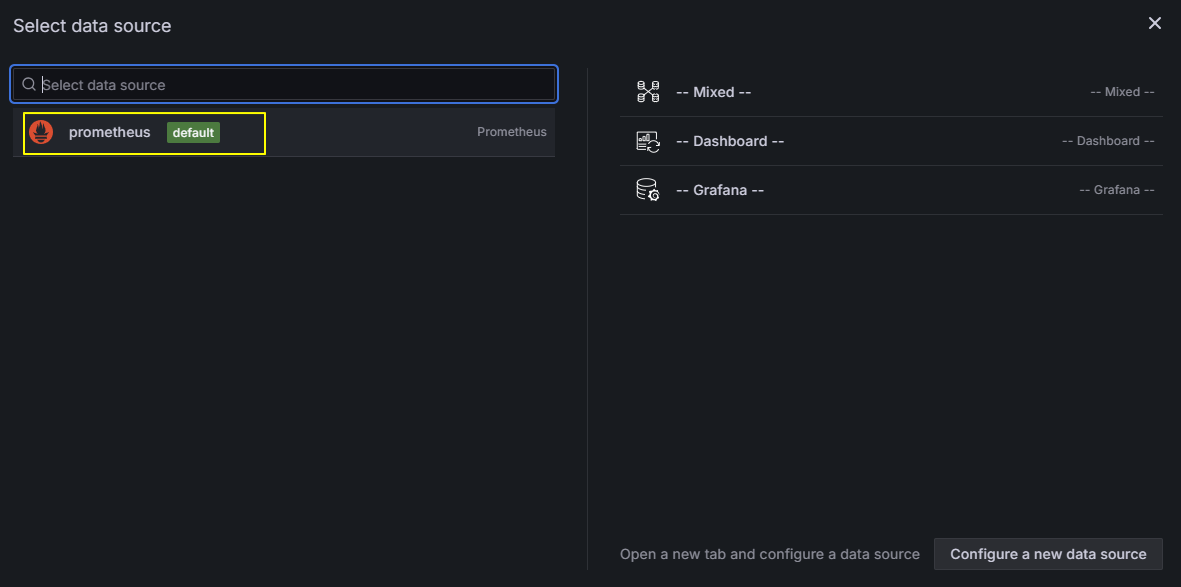 Select data source
Select data source
prometheus default Prometheus
-- Mixed -- -- Mixed --
-- Dashboard -- -- Dashboard --
-- Grafana -- -- Grafana --
Open a new tab and configure a data source Configure a new data source